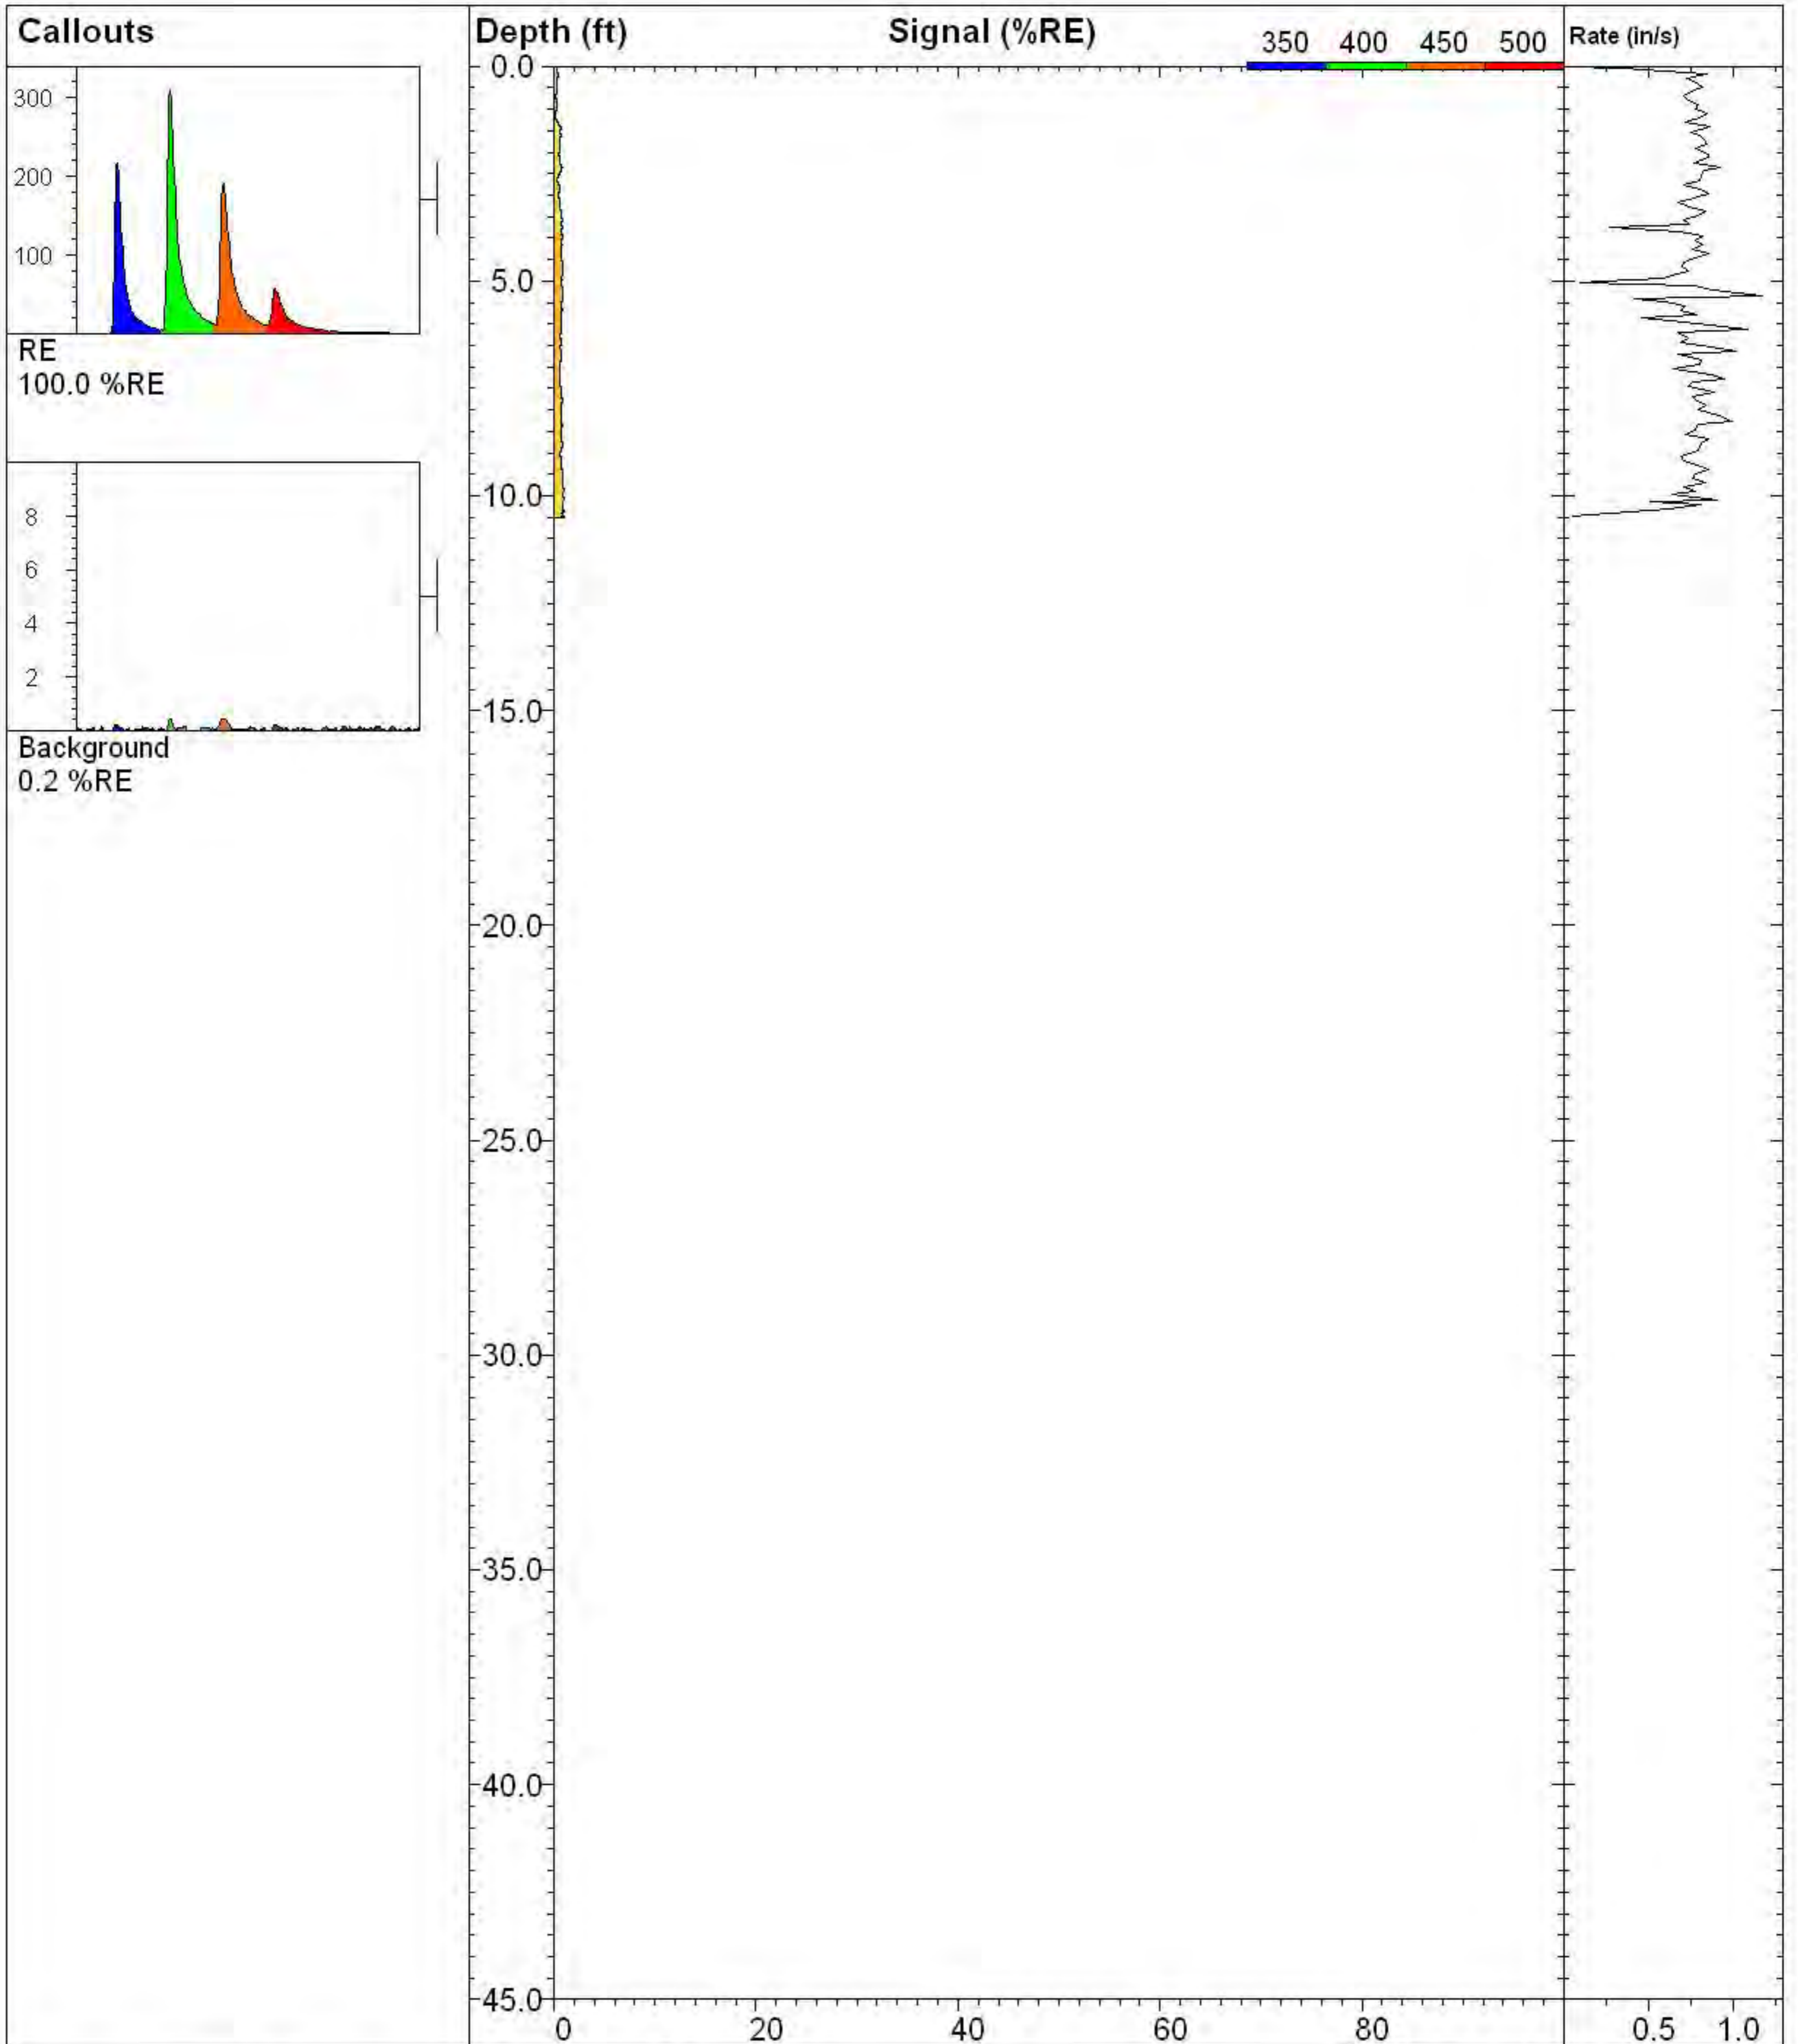 Callouts
300
200
100
RE
100.0 %RE
8
6
4
2
Background
0.2 %RE
Depth (ft)
Signal (%RE)
350 400 450 500
Rate (in/s)
0.0
5.0
10.0
15.0
20.0
25.0
30.0
35.0
40.0
45.0
0 20 40 60 80
0.5 1.0